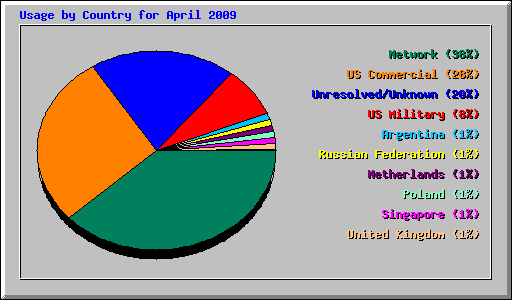 Usage by Country for April 2009
Network (38%)
US Commercial (28%)
Unresolved/Unknown (20%)
US Military (8%)
Argentina (1%)
Russian Federation (1%)
Netherlands (1%)
Poland (1%)
Singapore (1%)
United Kingdom (1%)